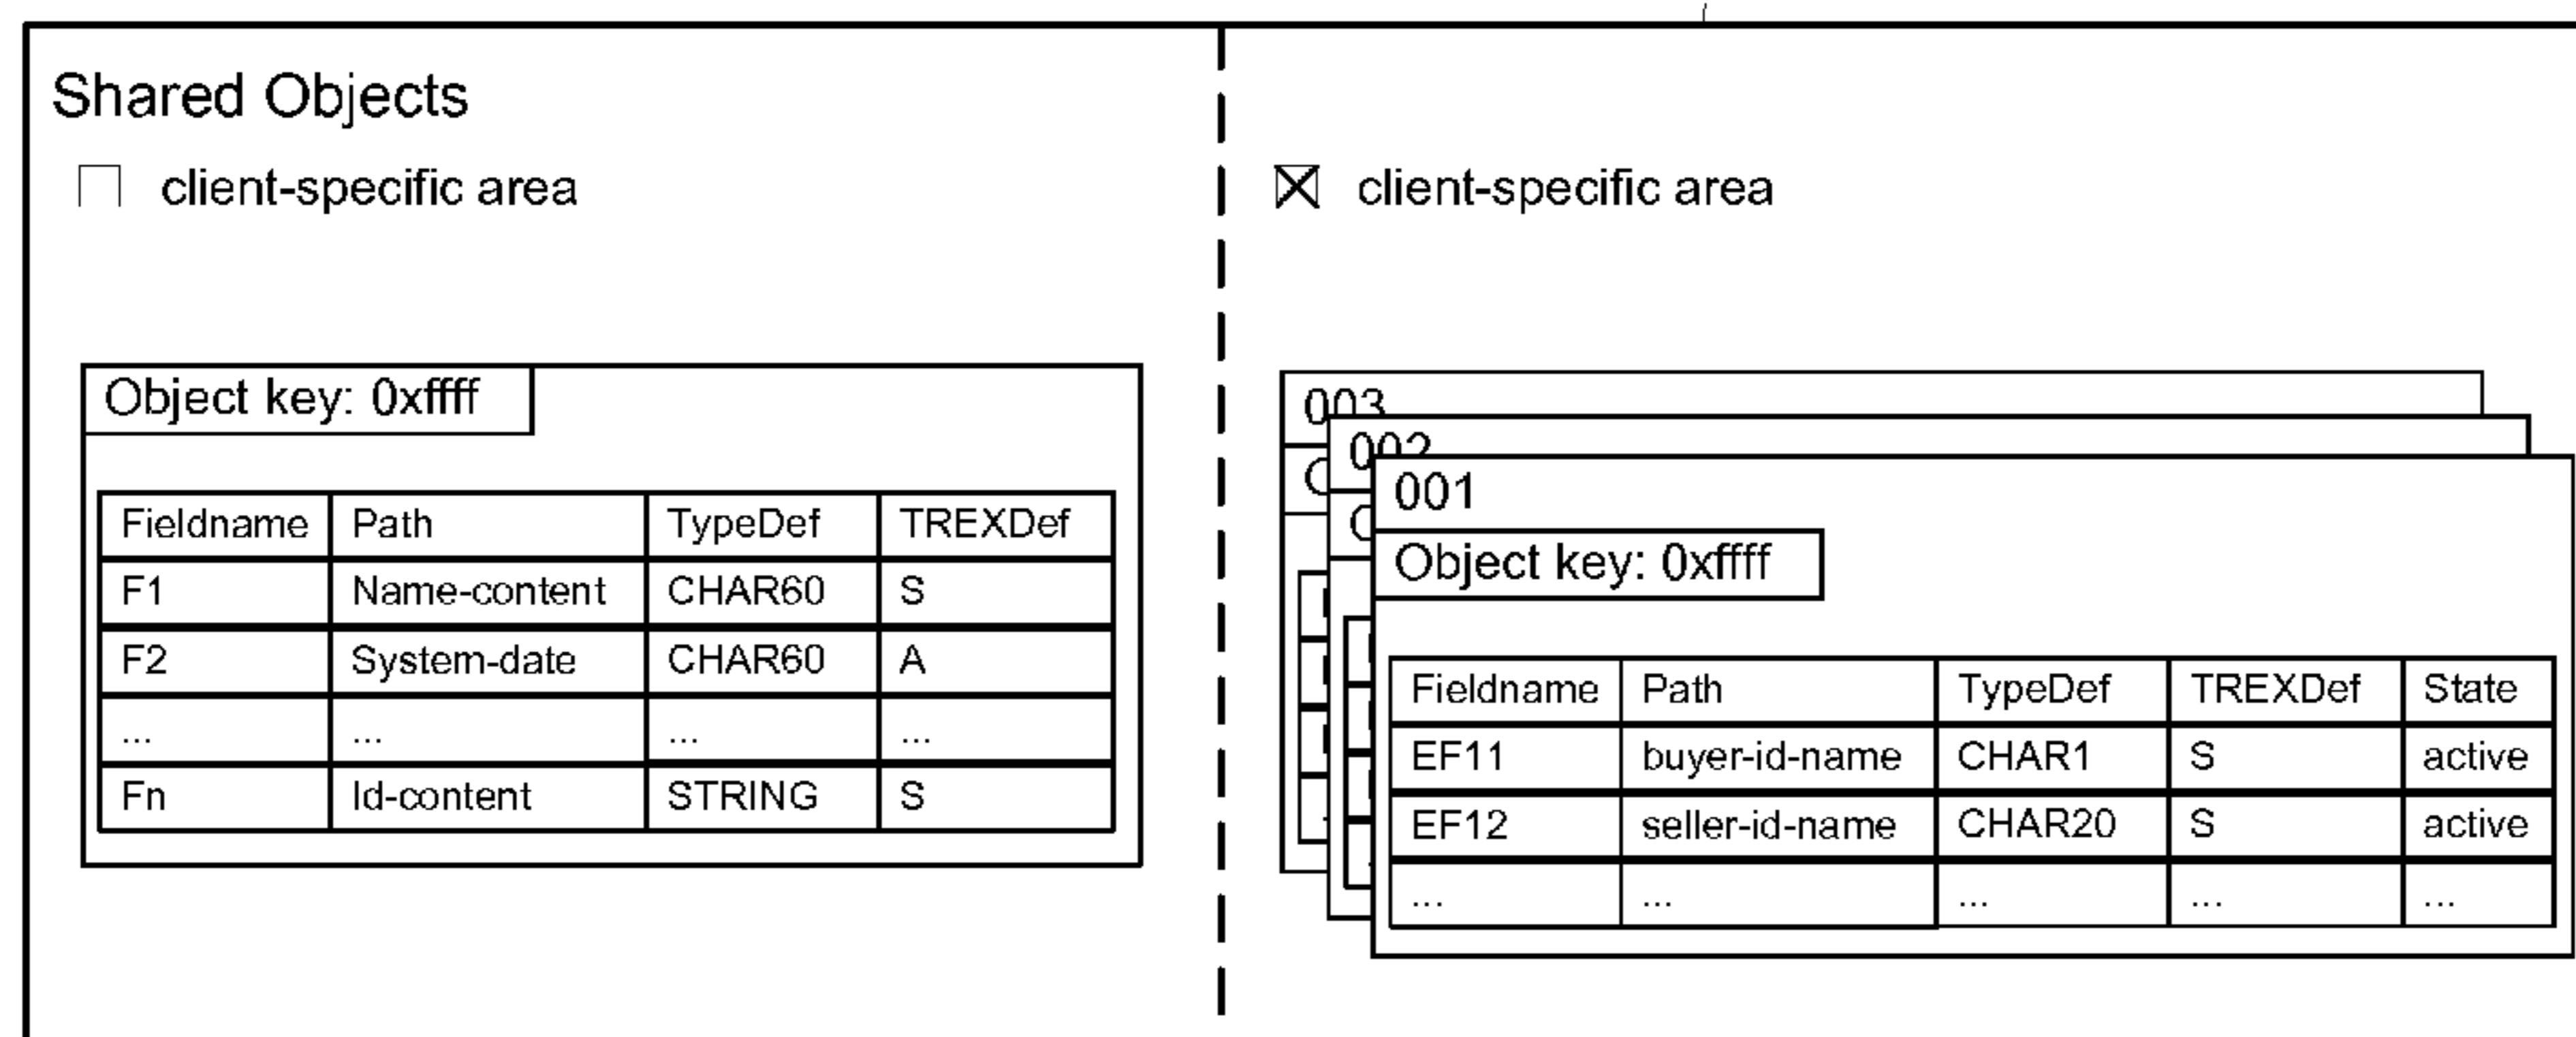 Shared Objects
☐ client-specific area
Object key: 0xffff
Fieldname Path TypeDef TREXDef
F1 Name-content CHAR60 S
F2 System-date CHAR60 A
... ... ... ...
Fn Id-content STRING S
☒ client-specific area
003
002
001
Object key: 0xffff
Fieldname Path TypeDef TREXDef State
EF11 buyer-id-name CHAR1 S active
EF12 seller-id-name CHAR20 S active
... ... ... ... ...